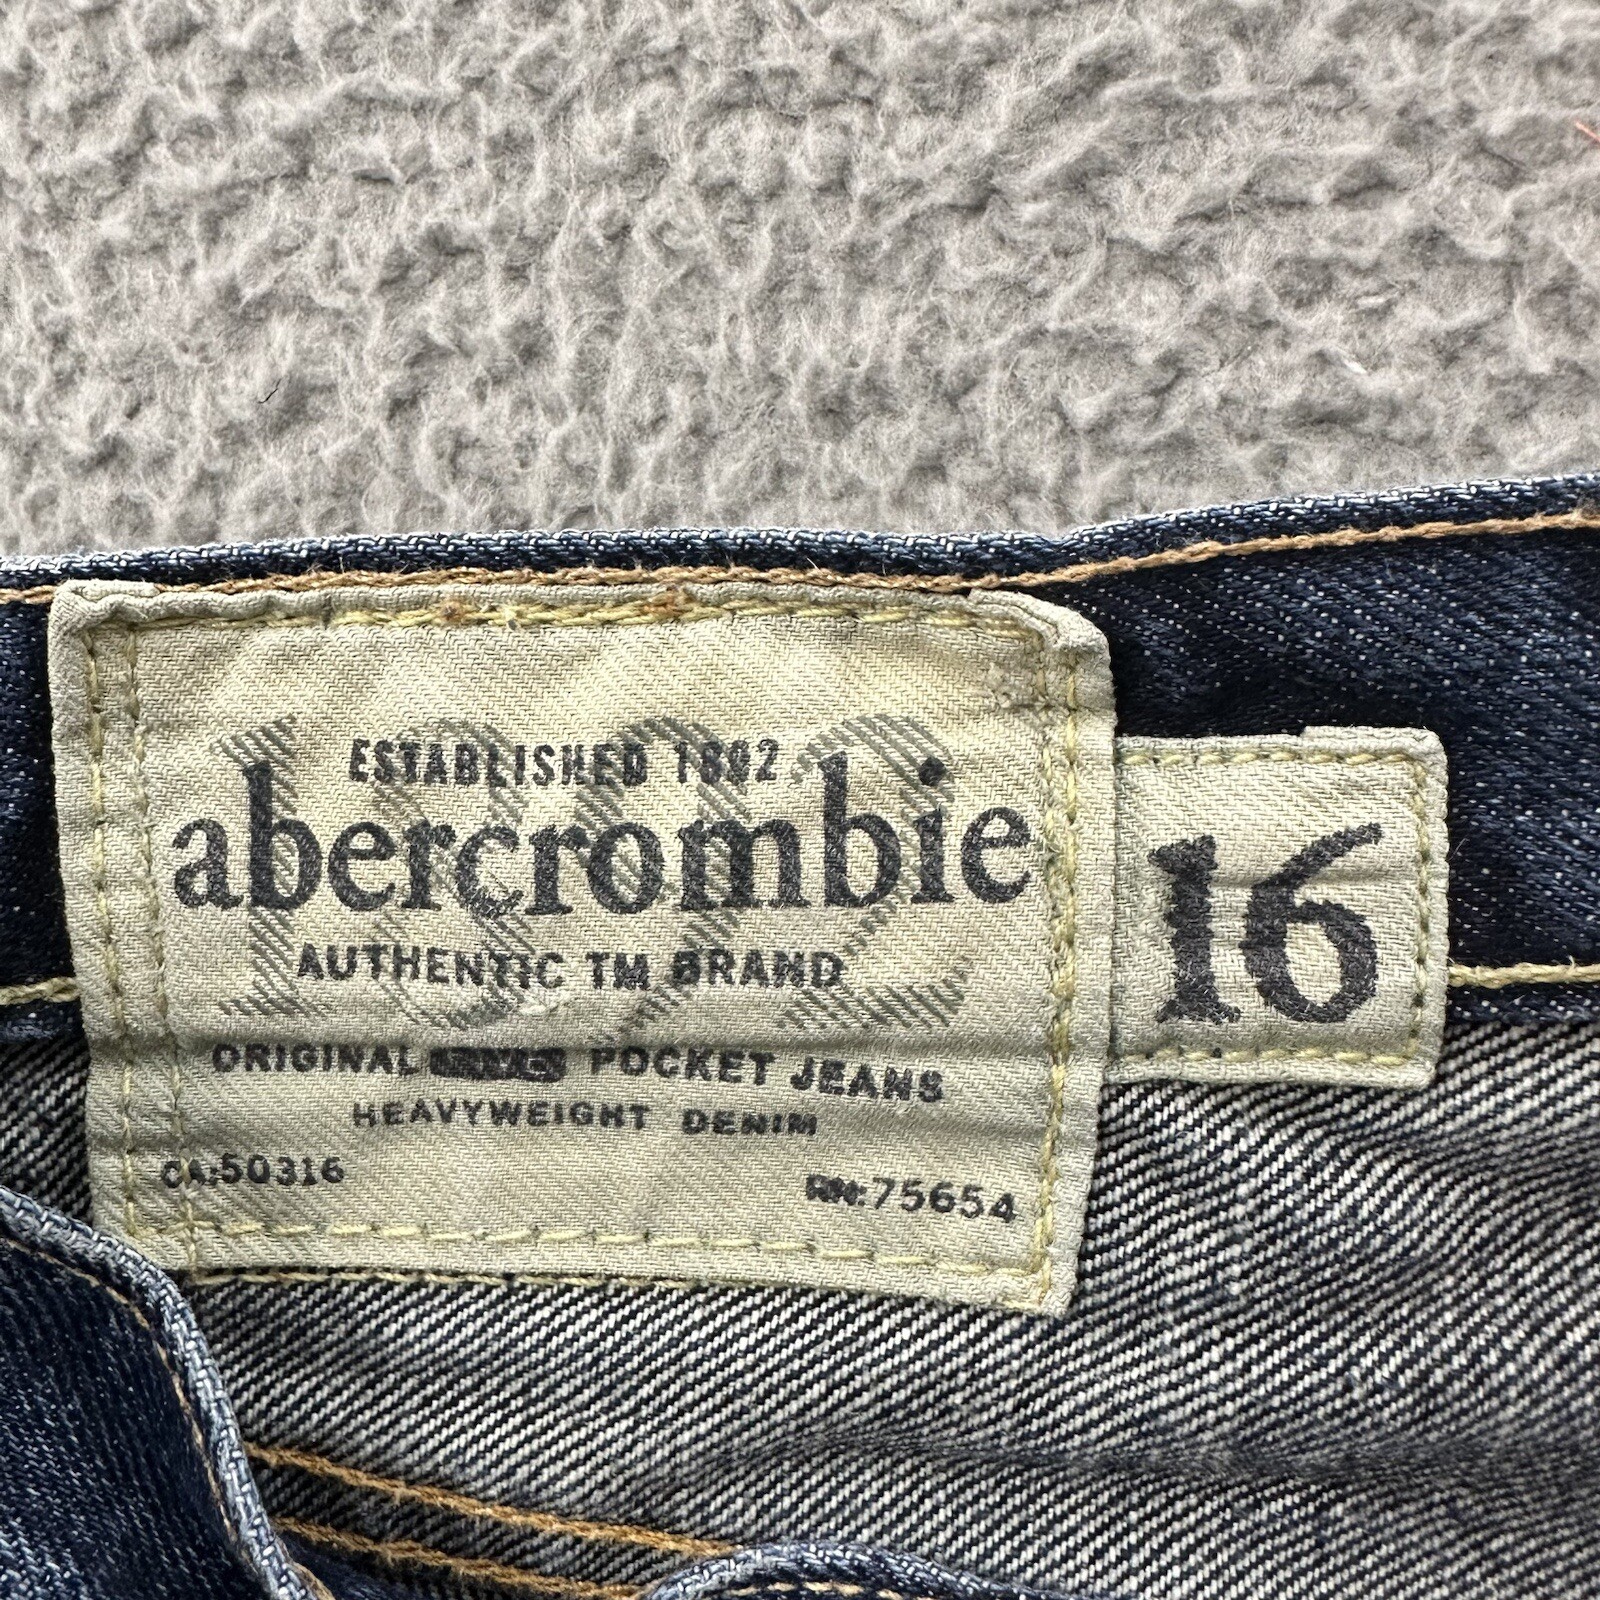 ESTABLISHED 1892
abercrombie
AUTHENTIC TM BRAND
ORIGINAL POCKET JEANS
HEAVYWEIGHT DENIM
CA:50316
RN:75654
16